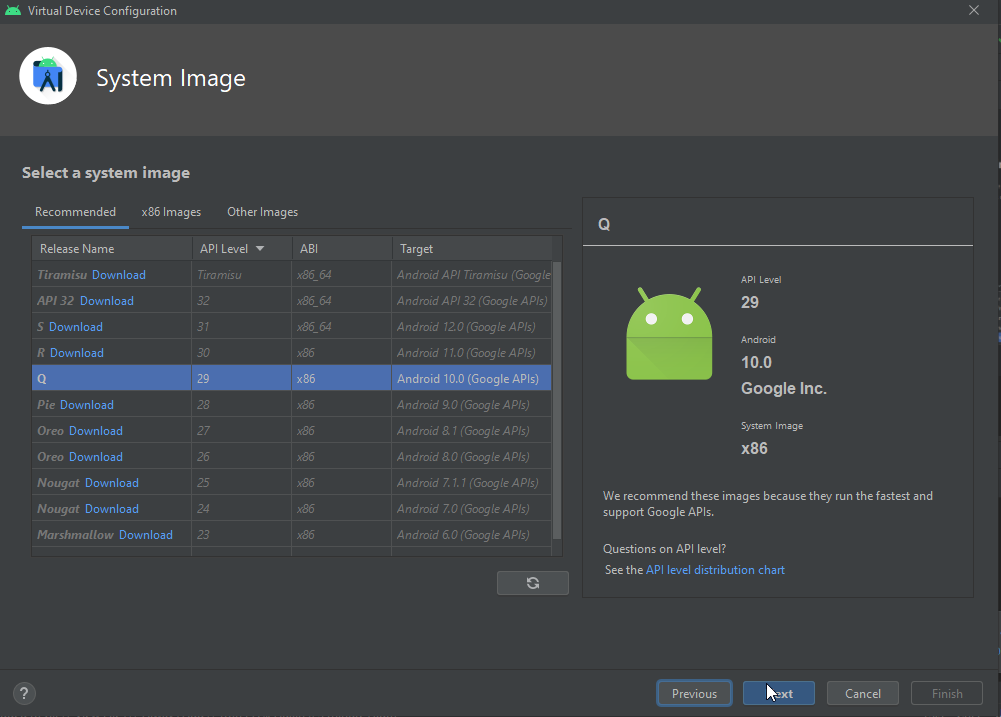 Virtual Device Configuration
System Image
Select a system image
Recommended x86 Images Other Images
Release Name API Level ABI Target
Tiramisu Download Tiramisu x86_64 Android API Tiramisu (Google
API 32 Download 32 x86_64 Android API 32 (Google APIs)
S Download 31 x86_64 Android 12.0 (Google APIs)
R Download 30 x86 Android 11.0 (Google APIs)
Q 29 x86 Android 10.0 (Google APIs)
Pie Download 28 x86 Android 9.0 (Google APIs)
Oreo Download 27 x86 Android 8.1 (Google APIs)
Oreo Download 26 x86 Android 8.0 (Google APIs)
Nougat Download 25 x86 Android 7.1.1 (Google APIs)
Nougat Download 24 x86 Android 7.0 (Google APIs)
Marshmallow Download 23 x86 Android 6.0 (Google APIs)
Q
API Level
29
Android
10.0
Google Inc.
System Image
x86
We recommend these images because they run the fastest and
support Google APIs.
Questions on API level?
See the API level distribution chart
? Previous Next Cancel Finish